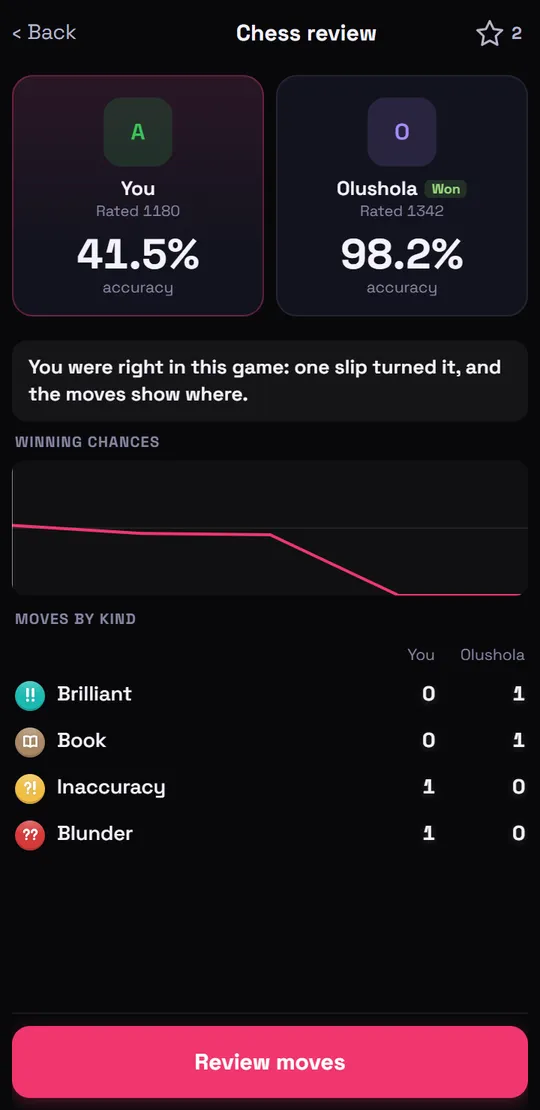 < Back
Chess review
2
A
You
Rated 1180
41.5%
accuracy
O
Olushola Won
Rated 1342
98.2%
accuracy
You were right in this game: one slip turned it, and
the moves show where.
WINNING CHANCES
MOVES BY KIND
You Olushola
!! Brilliant 0 1
Book 0 1
?! Inaccuracy 1 0
?? Blunder 1 0
Review moves